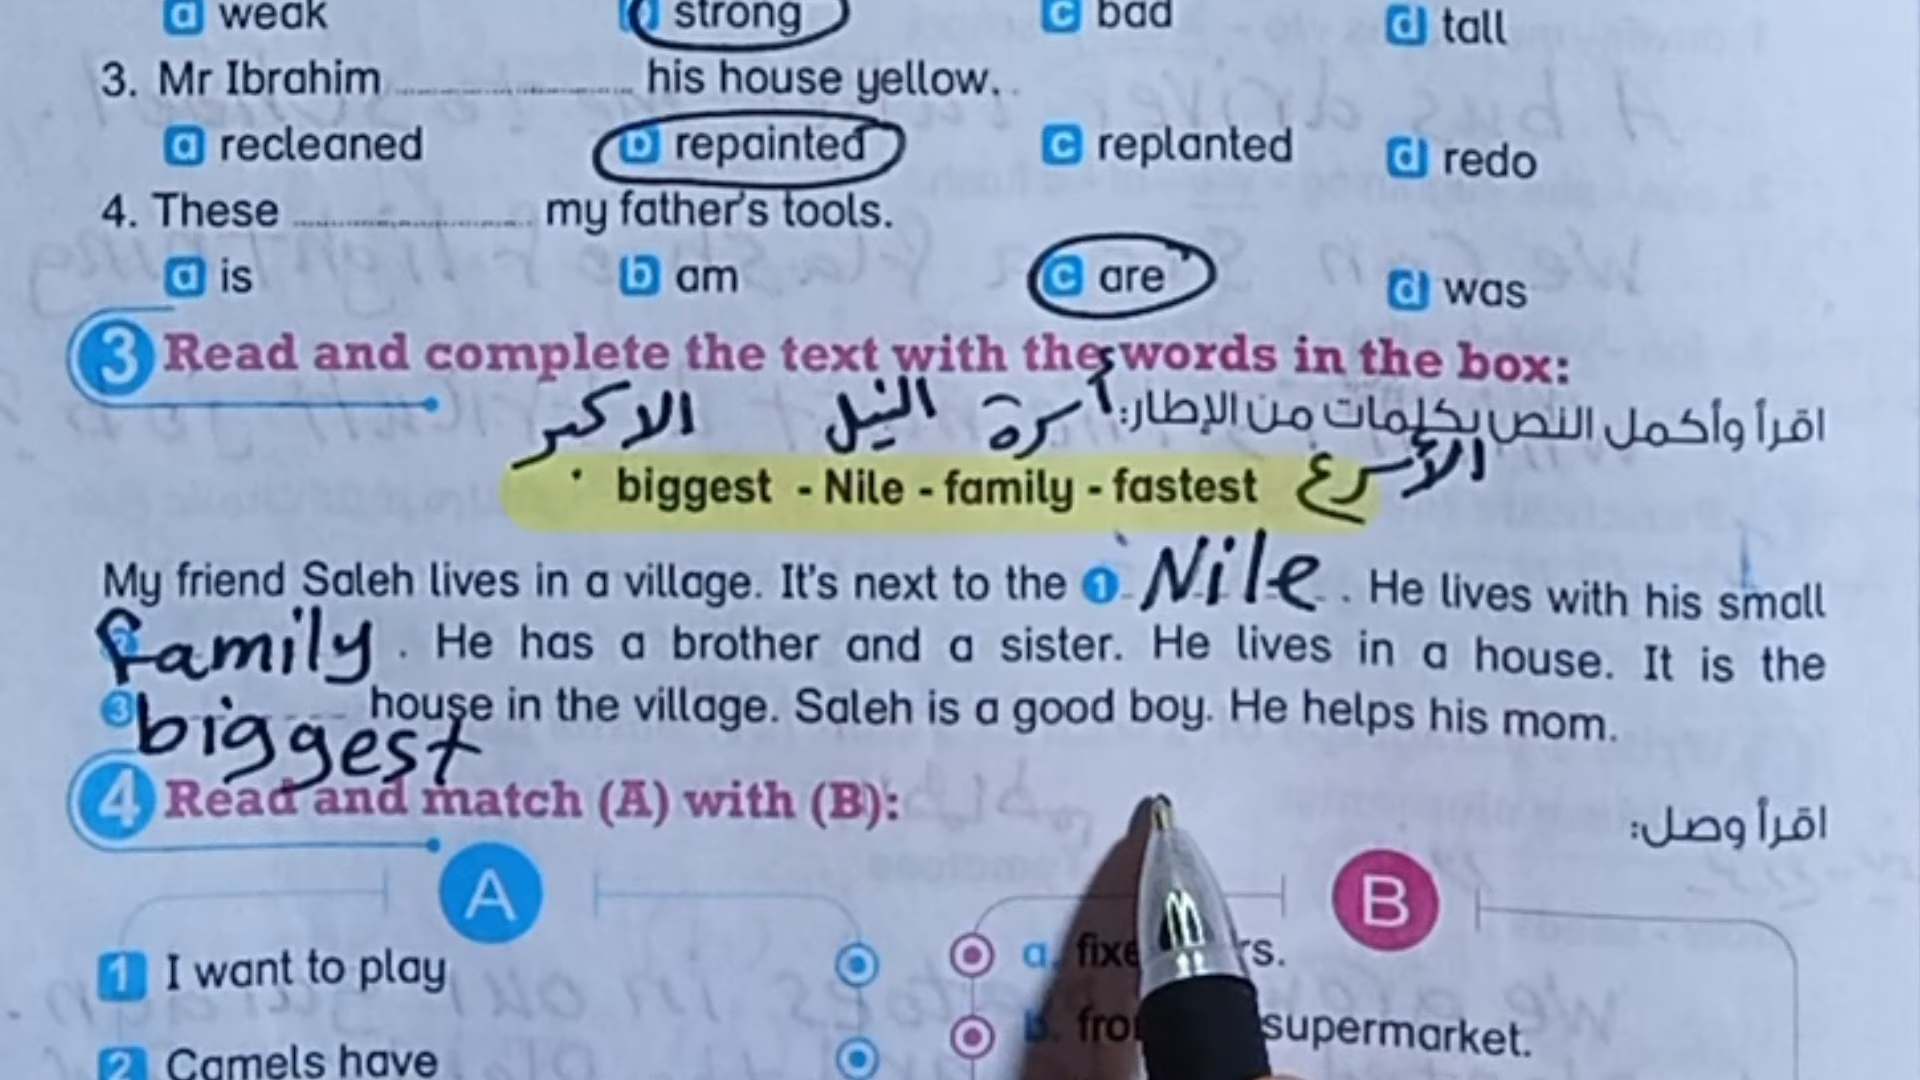 a weak b strong c bad d tall
3. Mr Ibrahim .................... his house yellow.
a recleaned b repainted c replanted d redo
4. These .................... my father's tools.
a is b am c are d was
3 Read and complete the text with the words in the box:
اقرأ وأكمل النص بكلمات من الإطار:
الاكبر النيل أسرة
biggest - Nile - family - fastest الأسرع
My friend Saleh lives in a village. It's next to the 1 Nile. He lives with his small
family. He has a brother and a sister. He lives in a house. It is the
3 biggest house in the village. Saleh is a good boy. He helps his mom.
4 Read and match (A) with (B):
اقرأ وصل:
A B
1 I want to play a. fixe rs.
2 Camels have b. supermarket.